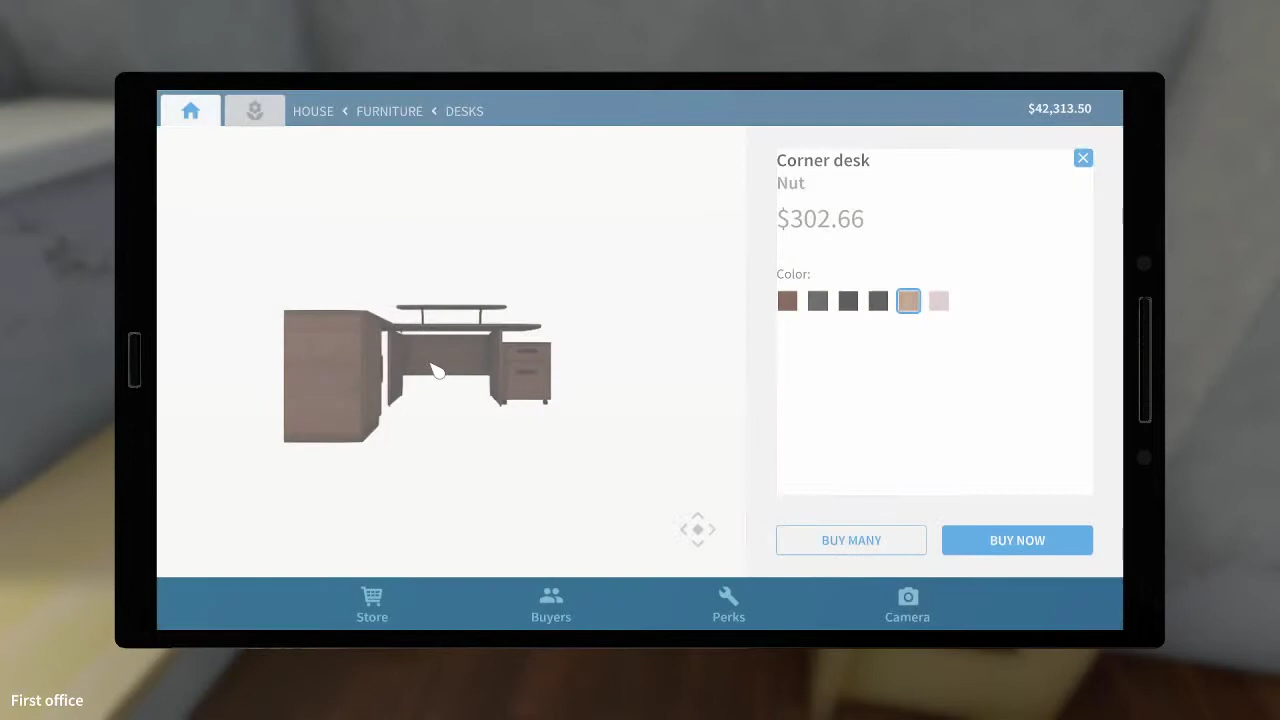 HOUSE < FURNITURE < DESKS
$42,313.50
Corner desk
Nut
$302.66
Color:
BUY MANY
BUY NOW
Store
Buyers
Perks
Camera
First office